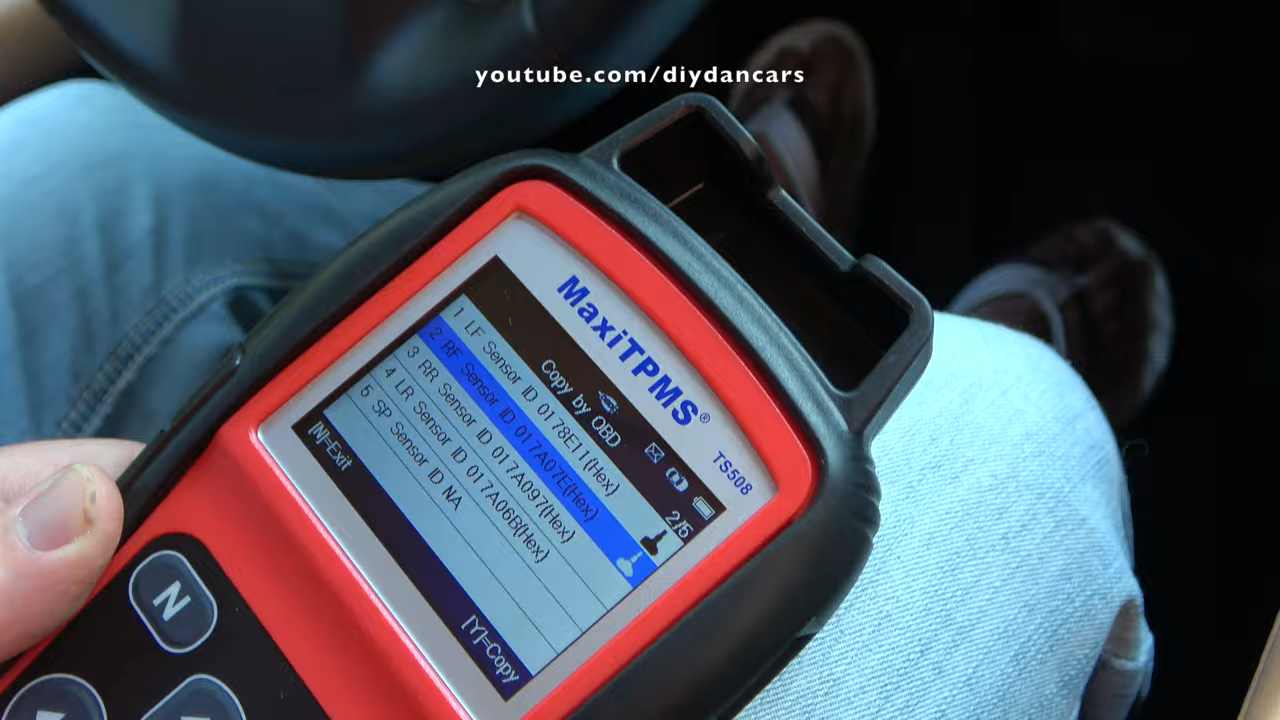 youtube.com/diydancars
MaxiTPMS®
TS508
Copy by OBD
2/5
1 LF Sensor ID 0178E11(Hex)
2 RF Sensor ID 017A07E(Hex)
3 RR Sensor ID 017A097(Hex)
4 LR Sensor ID 017A06B(Hex)
5 SP Sensor ID NA
[N]=Exit
[Y]=Copy
N